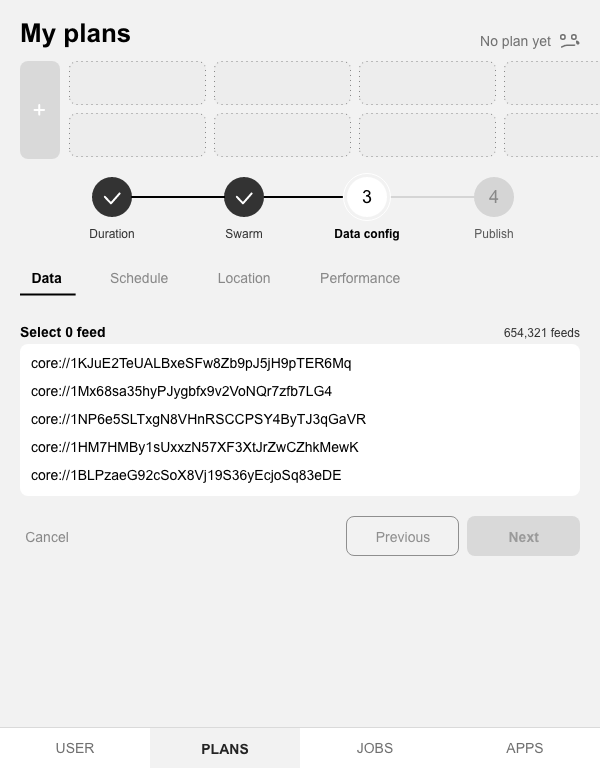 My plans
No plan yet
+
3
4
Duration
Swarm
Data config
Publish
Data
Schedule
Location
Performance
Select 0 feed
654,321 feeds
core://1KJuE2TeUALBxeSFw8Zb9pJ5jH9pTER6Mq
core://1Mx68sa35hyPJygbfx9v2VoNQr7zfb7LG4
core://1NP6e5SLTxgN8VHnRSCCPSY4ByTJ3qGaVR
core://1HM7HMBy1sUxxzN57XF3XtJrZwCZhkMewK
core://1BLPzaeG92cSoX8Vj19S36yEcjoSq83eDE
Cancel
Previous
Next
USER
PLANS
JOBS
APPS